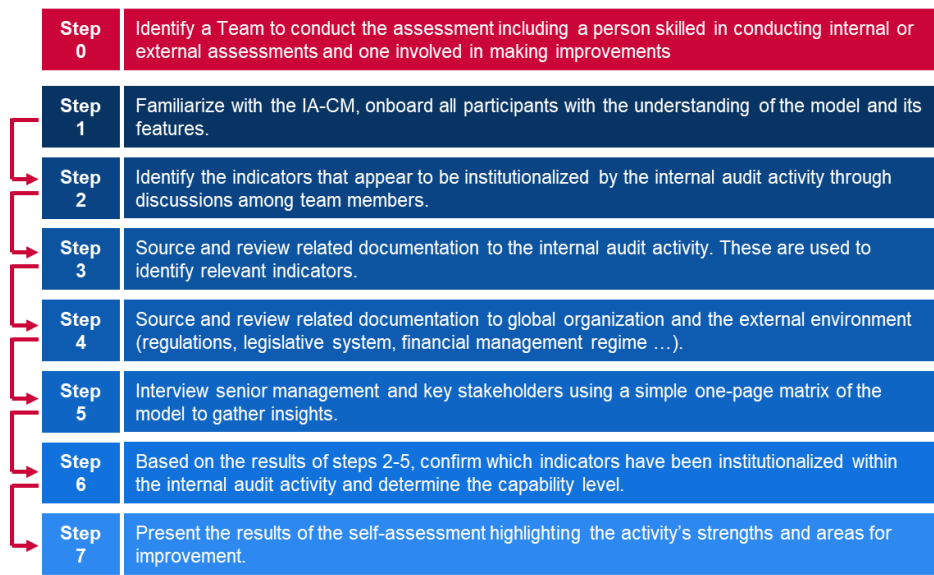 Step
0
Identify a Team to conduct the assessment including a person skilled in conducting internal or
external assessments and one involved in making improvements
Step
1
Familiarize with the IA-CM, onboard all participants with the understanding of the model and its
features.
Step
2
Identify the indicators that appear to be institutionalized by the internal audit activity through
discussions among team members.
Step
3
Source and review related documentation to the internal audit activity. These are used to
identify relevant indicators.
Step
4
Source and review related documentation to global organization and the external environment
(regulations, legislative system, financial management regime ...).
Step
5
Interview senior management and key stakeholders using a simple one-page matrix of the
model to gather insights.
Step
6
Based on the results of steps 2-5, confirm which indicators have been institutionalized within
the internal audit activity and determine the capability level.
Step
7
Present the results of the self-assessment highlighting the activity's strengths and areas for
improvement.